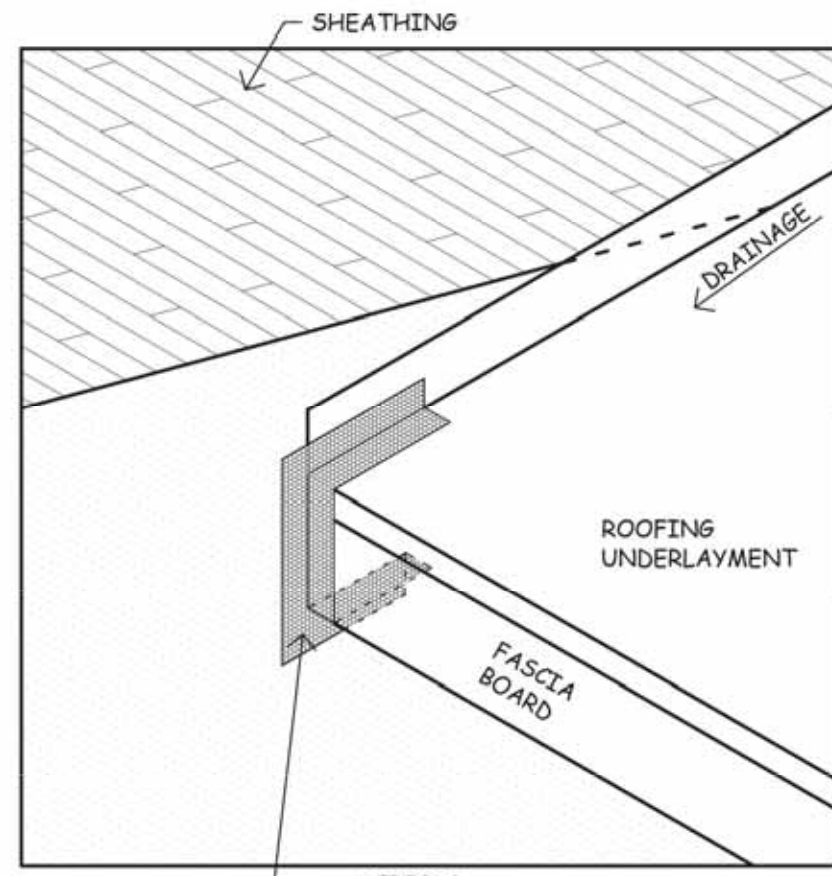 SHEATHING
DRAINAGE
ROOFING
UNDERLAYMENT
FASCIA
BOARD